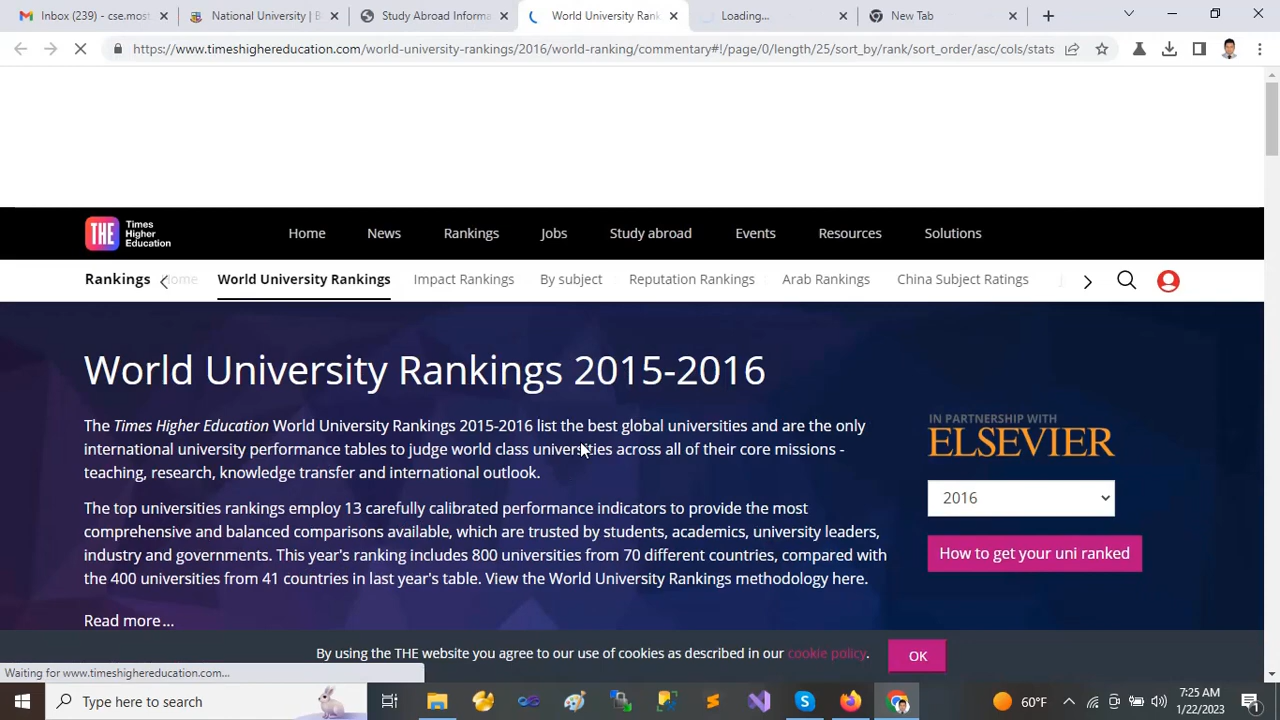 Inbox (239) - cse.most
National University | B
Study Abroad Informa
World University Rank
Loading...
New Tab
https://www.timeshighereducation.com/world-university-rankings/2016/world-ranking/commentary#!/page/0/length/25/sort_by/rank/sort_order/asc/cols/stats
THE Times Higher Education
Home News Rankings Jobs Study abroad Events Resources Solutions
Rankings Home World University Rankings Impact Rankings By subject Reputation Rankings Arab Rankings China Subject Ratings
World University Rankings 2015-2016
The Times Higher Education World University Rankings 2015-2016 list the best global universities and are the only
international university performance tables to judge world class universities across all of their core missions -
teaching, research, knowledge transfer and international outlook.
The top universities rankings employ 13 carefully calibrated performance indicators to provide the most
comprehensive and balanced comparisons available, which are trusted by students, academics, university leaders,
industry and governments. This year's ranking includes 800 universities from 70 different countries, compared with
the 400 universities from 41 countries in last year's table. View the World University Rankings methodology here.
Read more...
IN PARTNERSHIP WITH
ELSEVIER
2016
How to get your uni ranked
By using the THE website you agree to our use of cookies as described in our cookie policy.
OK
Waiting for www.timeshighereducation.com...
Type here to search
60°F
7:25 AM
1/22/2023
1